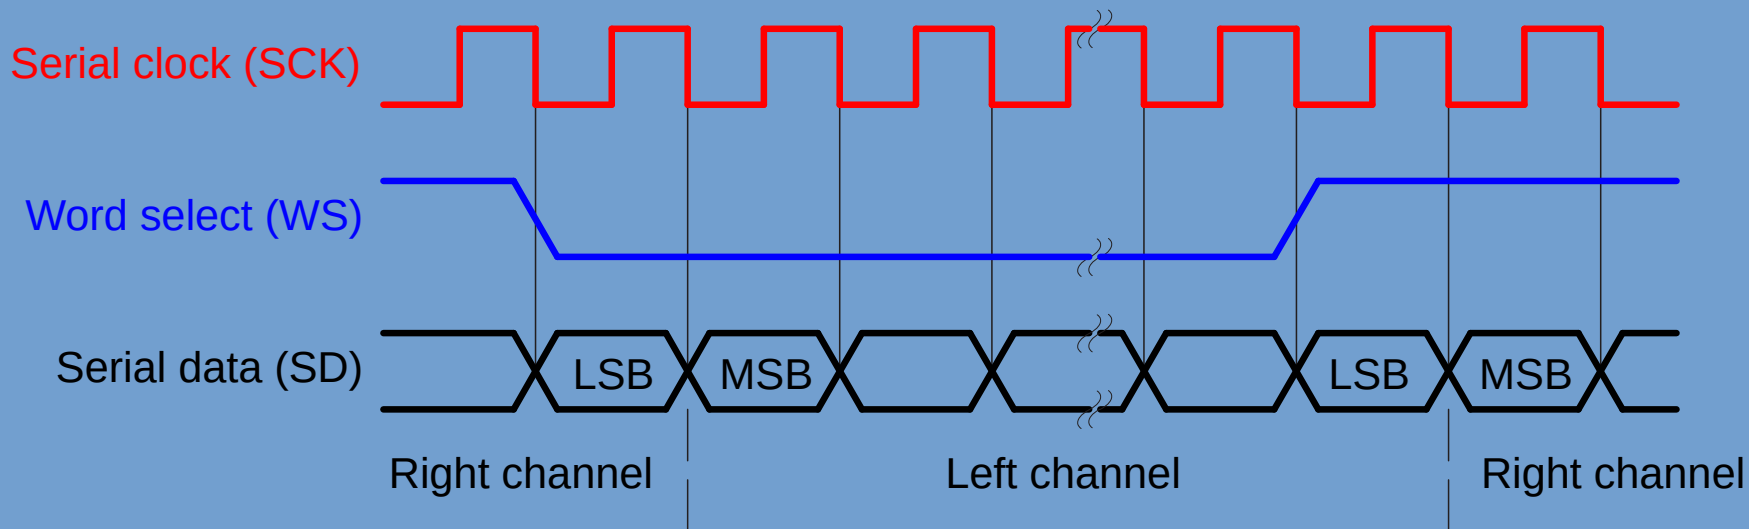 Serial clock (SCK)
Word select (WS)
Serial data (SD)
LSB MSB LSB MSB
Right channel Left channel Right channel